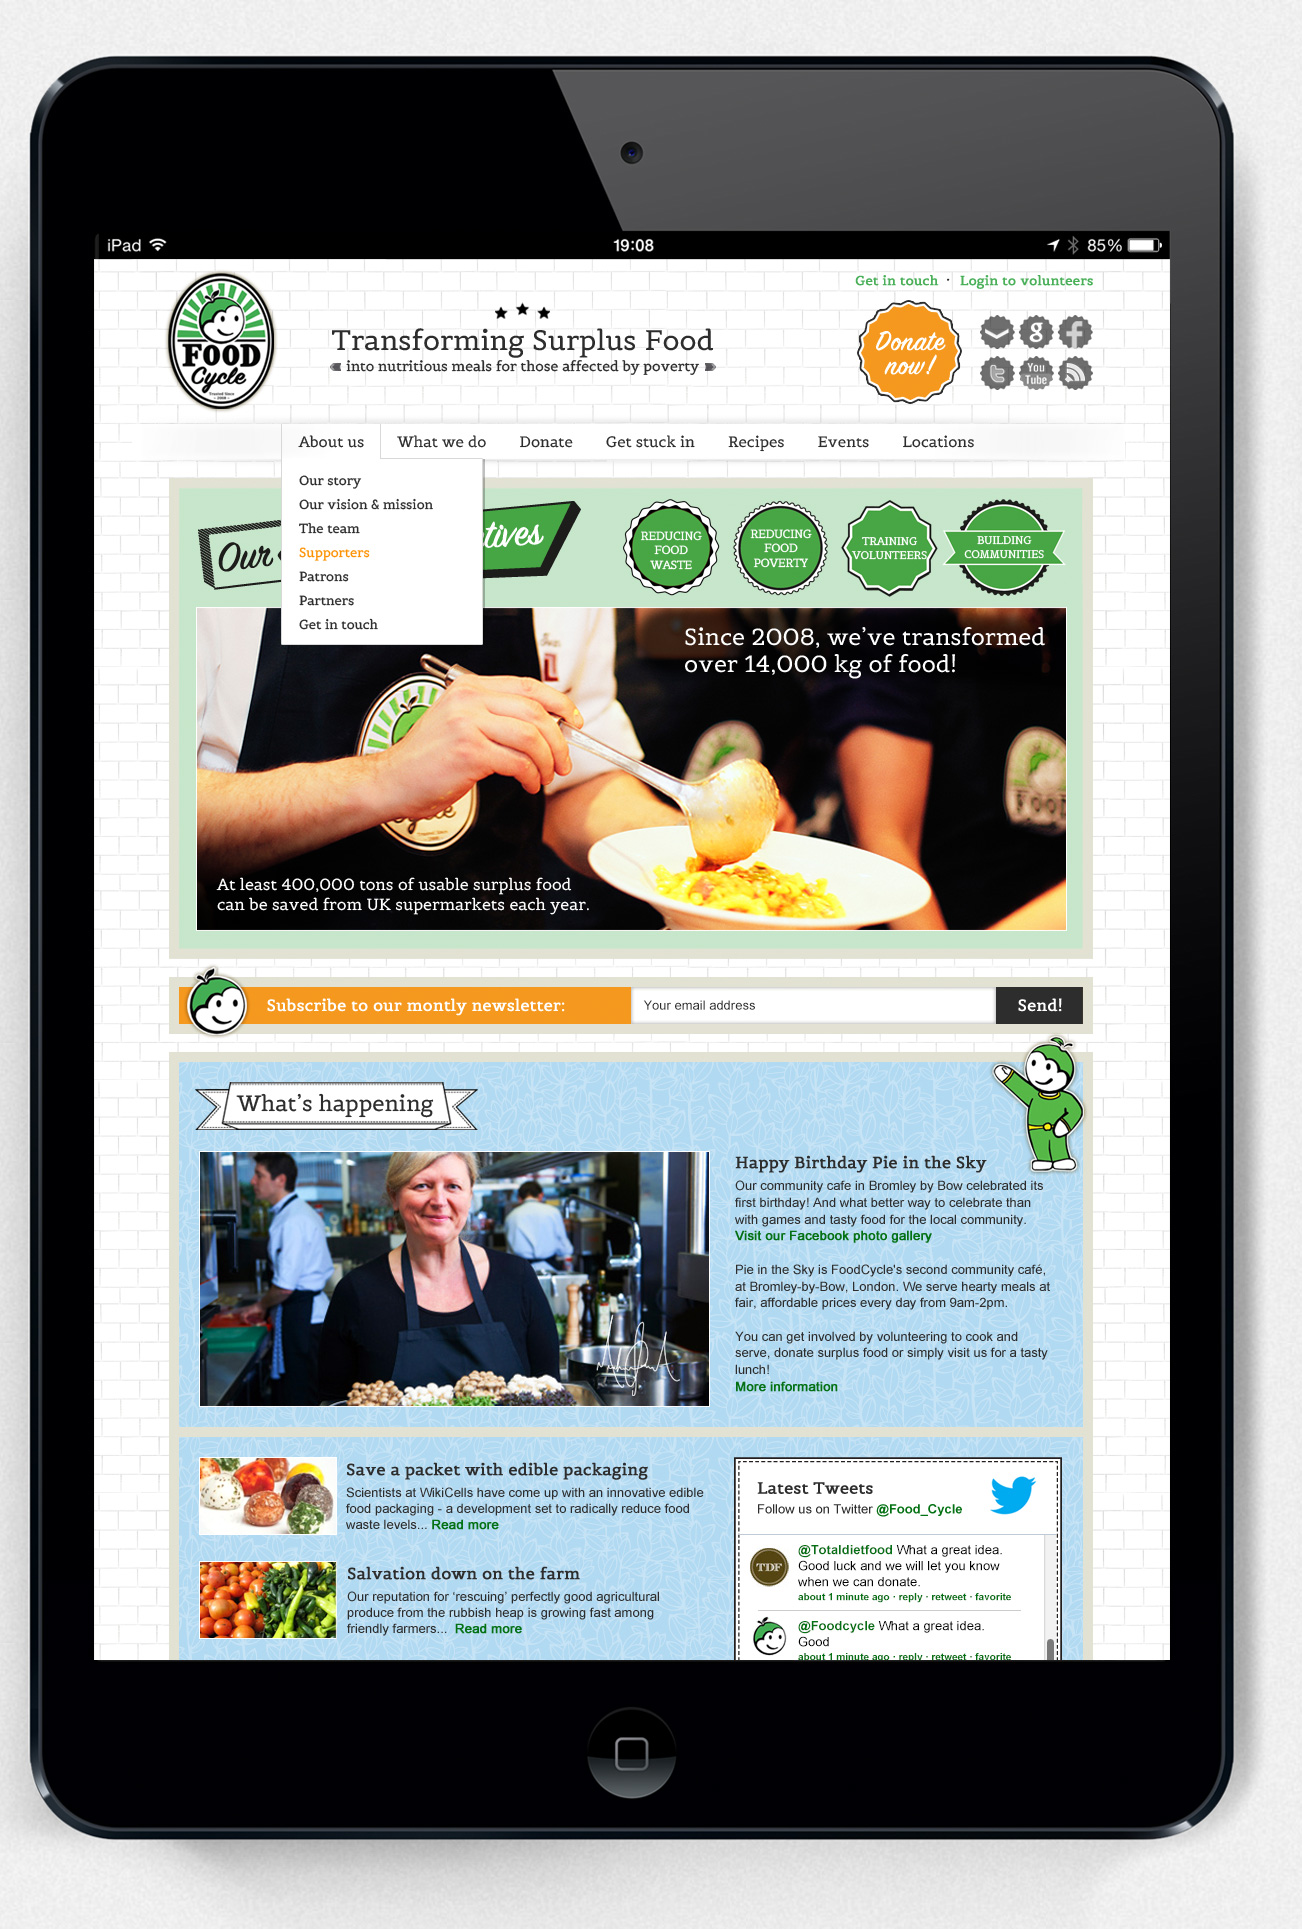 iPad
19:08
85%
Get in touch · Login to volunteers
FOOD
Cycle
Transforming Surplus Food
into nutritious meals for those affected by poverty
Donate
now!
You
Tube
About us
What we do
Donate
Get stuck in
Recipes
Events
Locations
Our story
Our vision & mission
The team
Supporters
Patrons
Partners
Get in touch
Our
tives
REDUCING
FOOD
WASTE
REDUCING
FOOD
POVERTY
TRAINING
VOLUNTEERS
BUILDING
COMMUNITIES
Since 2008, we've transformed
over 14,000 kg of food!
At least 400,000 tons of usable surplus food
can be saved from UK supermarkets each year.
Subscribe to our montly newsletter:
Your email address
Send!
What's happening
Happy Birthday Pie in the Sky
Our community cafe in Bromley by Bow celebrated its
first birthday! And what better way to celebrate than
with games and tasty food for the local community.
Visit our Facebook photo gallery
Pie in the Sky is FoodCycle's second community café,
at Bromley-by-Bow, London. We serve hearty meals at
fair, affordable prices every day from 9am-2pm.
You can get involved by volunteering to cook and
serve, donate surplus food or simply visit us for a tasty
lunch!
More information
Save a packet with edible packaging
Scientists at WikiCells have come up with an innovative edible
food packaging - a development set to radically reduce food
waste levels... Read more
Salvation down on the farm
Our reputation for 'rescuing' perfectly good agricultural
produce from the rubbish heap is growing fast among
friendly farmers... Read more
Latest Tweets
Follow us on Twitter @Food_Cycle
TDF
@Totaldietfood What a great idea.
Good luck and we will let you know
when we can donate.
about 1 minute ago · reply · retweet · favorite
@Foodcycle What a great idea.
Good
about 1 minute ago · reply · retweet · favorite